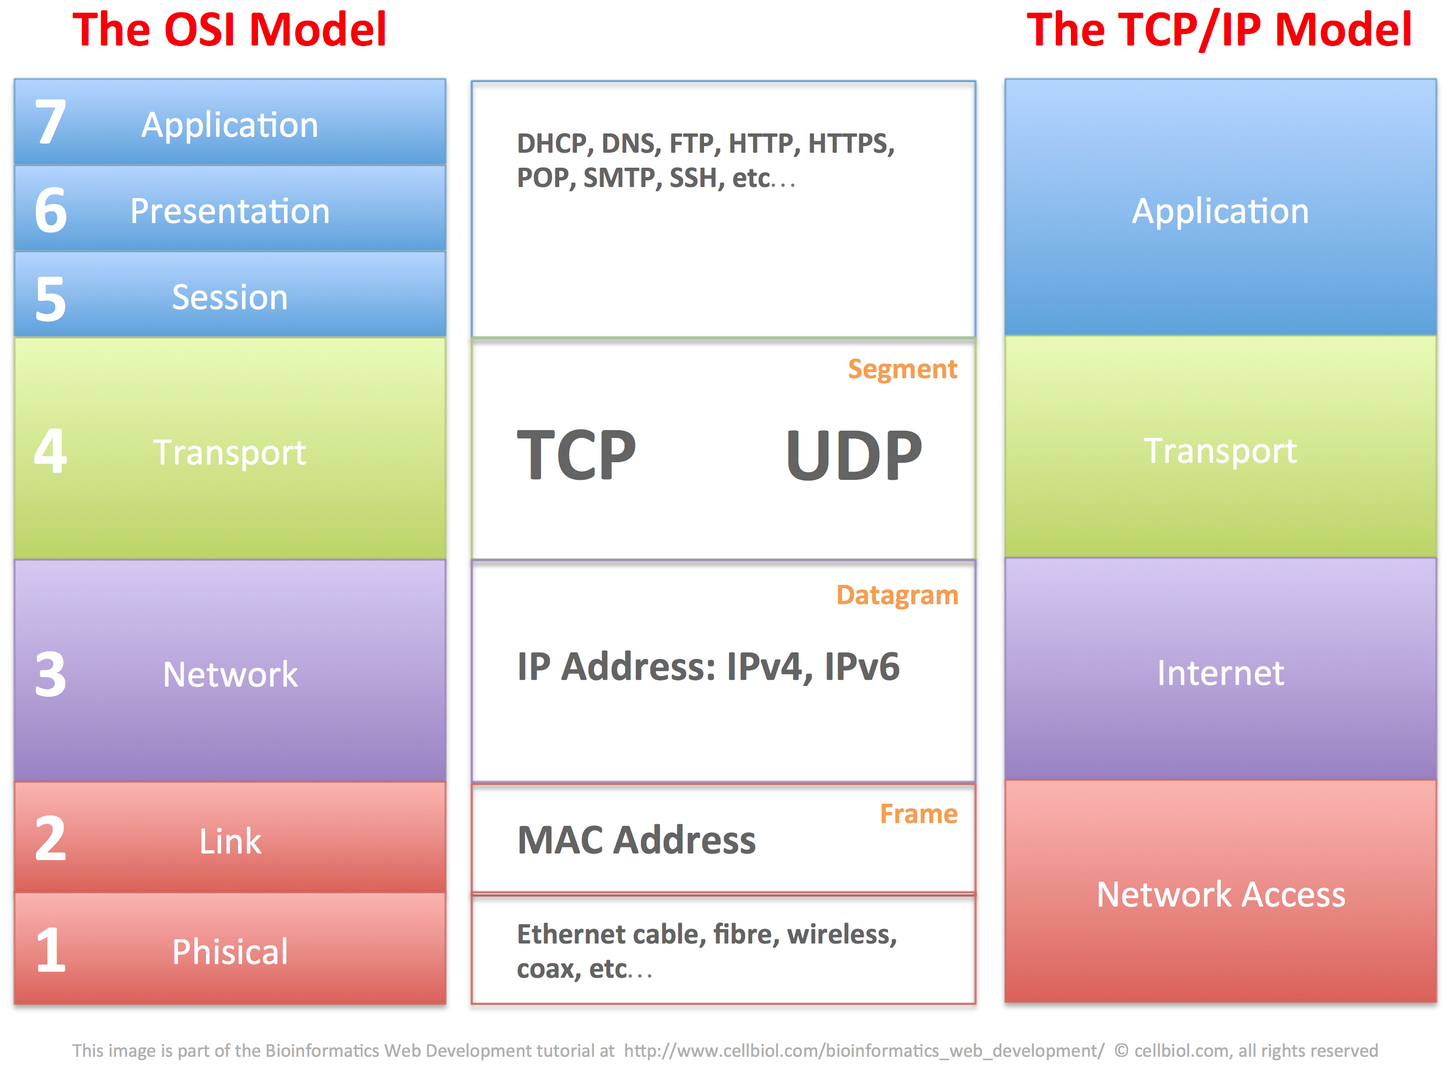 The OSI Model
The TCP/IP Model
7 Application
6 Presentation
5 Session
4 Transport
3 Network
2 Link
1 Phisical
DHCP, DNS, FTP, HTTP, HTTPS,
POP, SMTP, SSH, etc…
Segment
TCP UDP
Datagram
IP Address: IPv4, IPv6
Frame
MAC Address
Ethernet cable, fibre, wireless,
coax, etc…
Application
Transport
Internet
Network Access
This image is part of the Bioinformatics Web Development tutorial at http://www.cellbiol.com/bioinformatics_web_development/ © cellbiol.com, all rights reserved